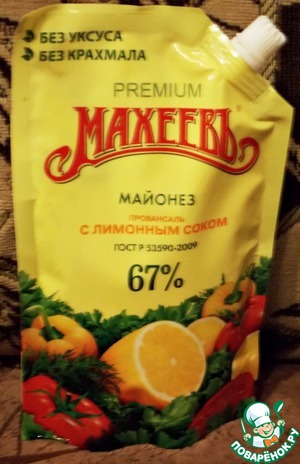 БЕЗ УКСУСА
БЕЗ КРАХМАЛА
PREMIUM
МАХЕЕВЪ
МАЙОНЕЗ
ПРОВАНСАЛЬ
С ЛИМОННЫМ СОКОМ
ГОСТ Р 53590-2009
67%
Поварёнок.ру